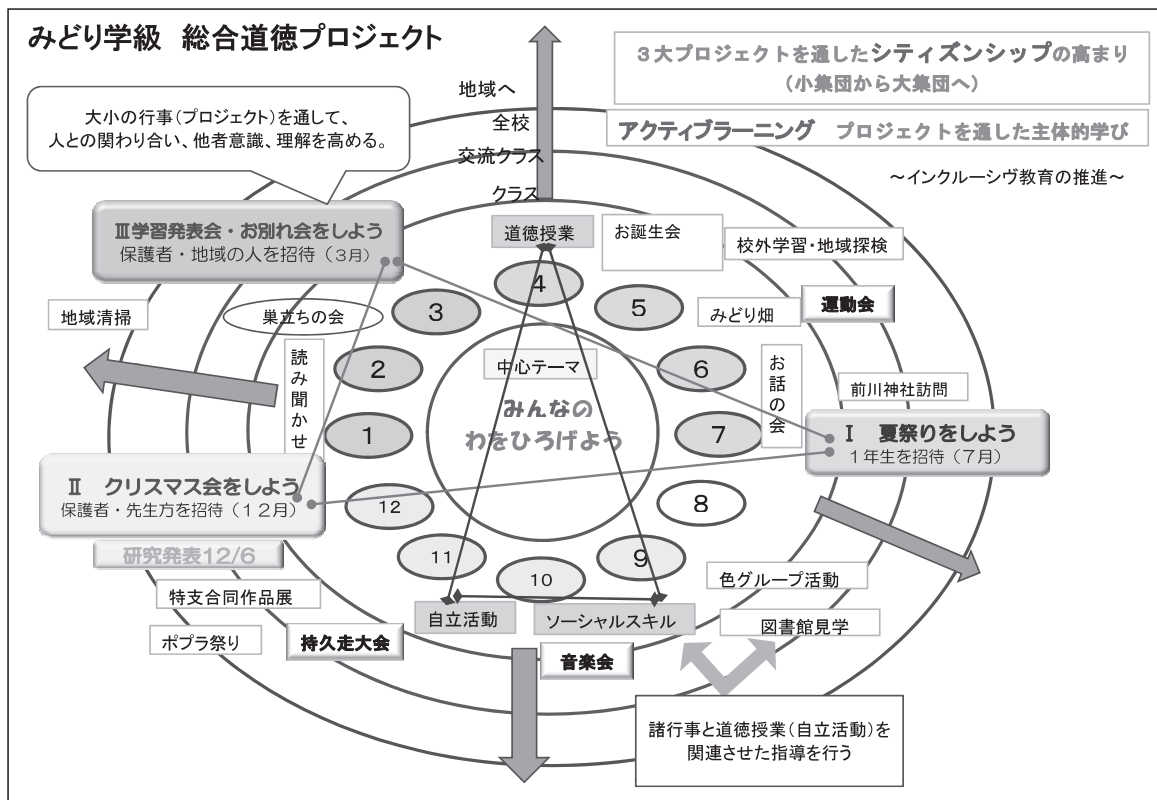 みどり学級 総合道徳プロジェクト
3大プロジェクトを通したシティズンシップの高まり
(小集団から大集団へ)
アクティブラーニング プロジェクトを通した主体的学び
~インクルーシヴ教育の推進~
大小の行事(プロジェクト)を通して、
人との関わり合い、他者意識、理解を高める。
地域へ
全校
交流クラス
クラス
Ⅲ学習発表会・お別れ会をしよう
保護者・地域の人を招待(3月)
道徳授業
お誕生会
校外学習・地域探検
運動会
みどり畑
地域清掃
巣立ちの会
読み聞かせ
お話の会
前川神社訪問
Ⅰ 夏祭りをしよう
1年生を招待(7月)
4
3
5
2
6
1
7
12
8
11
10
9
中心テーマ
みんなの
わをひろげよう
Ⅱ クリスマス会をしよう
保護者・先生方を招待(12月)
研究発表12/6
特支合同作品展
ポプラ祭り
持久走大会
自立活動
ソーシャルスキル
音楽会
色グループ活動
図書館見学
諸行事と道徳授業(自立活動)を
関連させた指導を行う